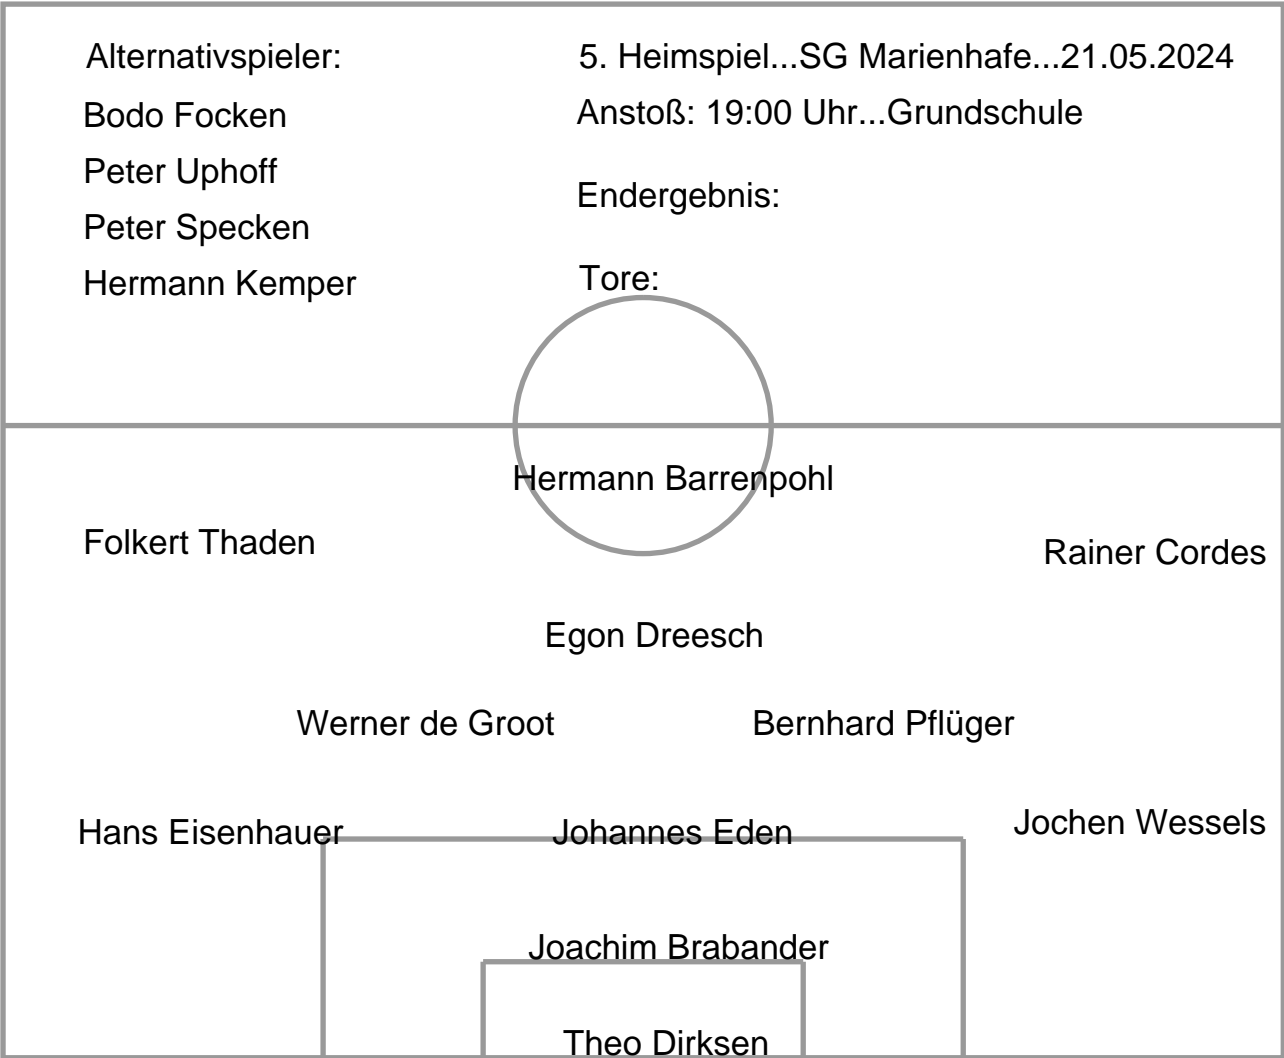 Alternativspieler:
Bodo Focken
Peter Uphoff
Peter Specken
Hermann Kemper
5. Heimspiel...SG Marienhafe...21.05.2024
Anstoß: 19:00 Uhr...Grundschule
Endergebnis:
Tore:
Hermann Barrenpohl
Folkert Thaden
Rainer Cordes
Egon Dreesch
Werner de Groot
Bernhard Pflüger
Hans Eisenhauer
Johannes Eden
Jochen Wessels
Joachim Brabander
Theo Dirksen